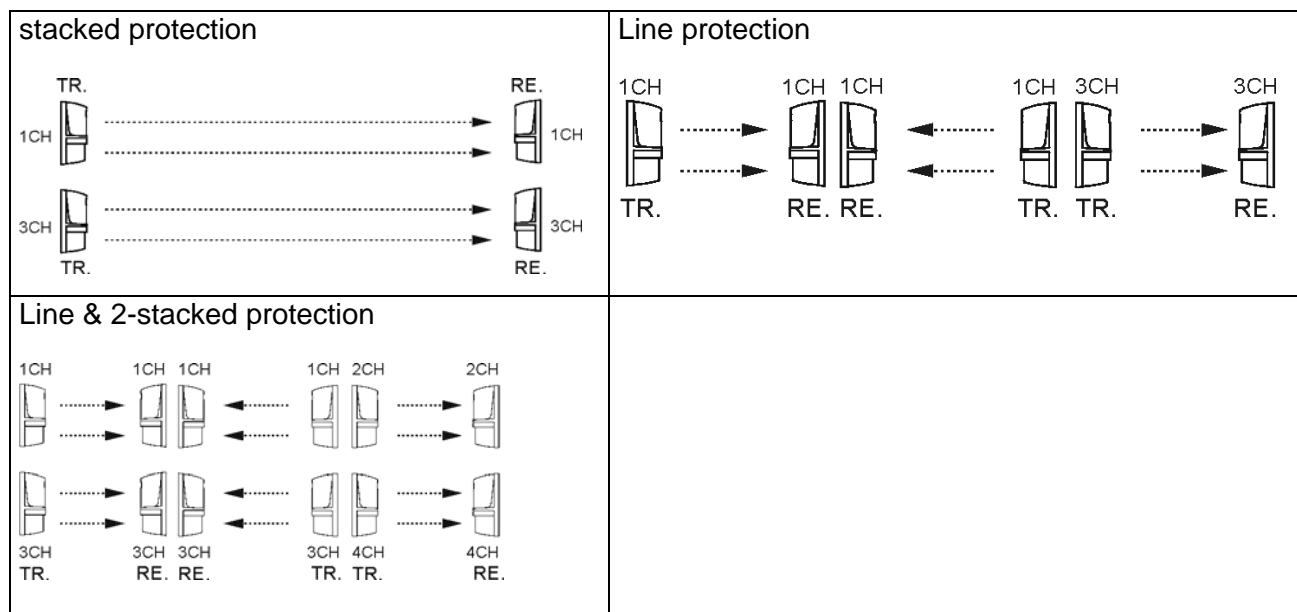 stacked protection
TR. RE.
1CH 1CH
3CH 3CH
TR. RE.
Line protection
1CH 1CH 1CH 1CH 3CH 3CH
TR. RE. RE. TR. TR. RE.
Line & 2-stacked protection
1CH 1CH 1CH 1CH 2CH 2CH
3CH 3CH 3CH 3CH 4CH 4CH
TR. RE. RE. TR. TR. RE.